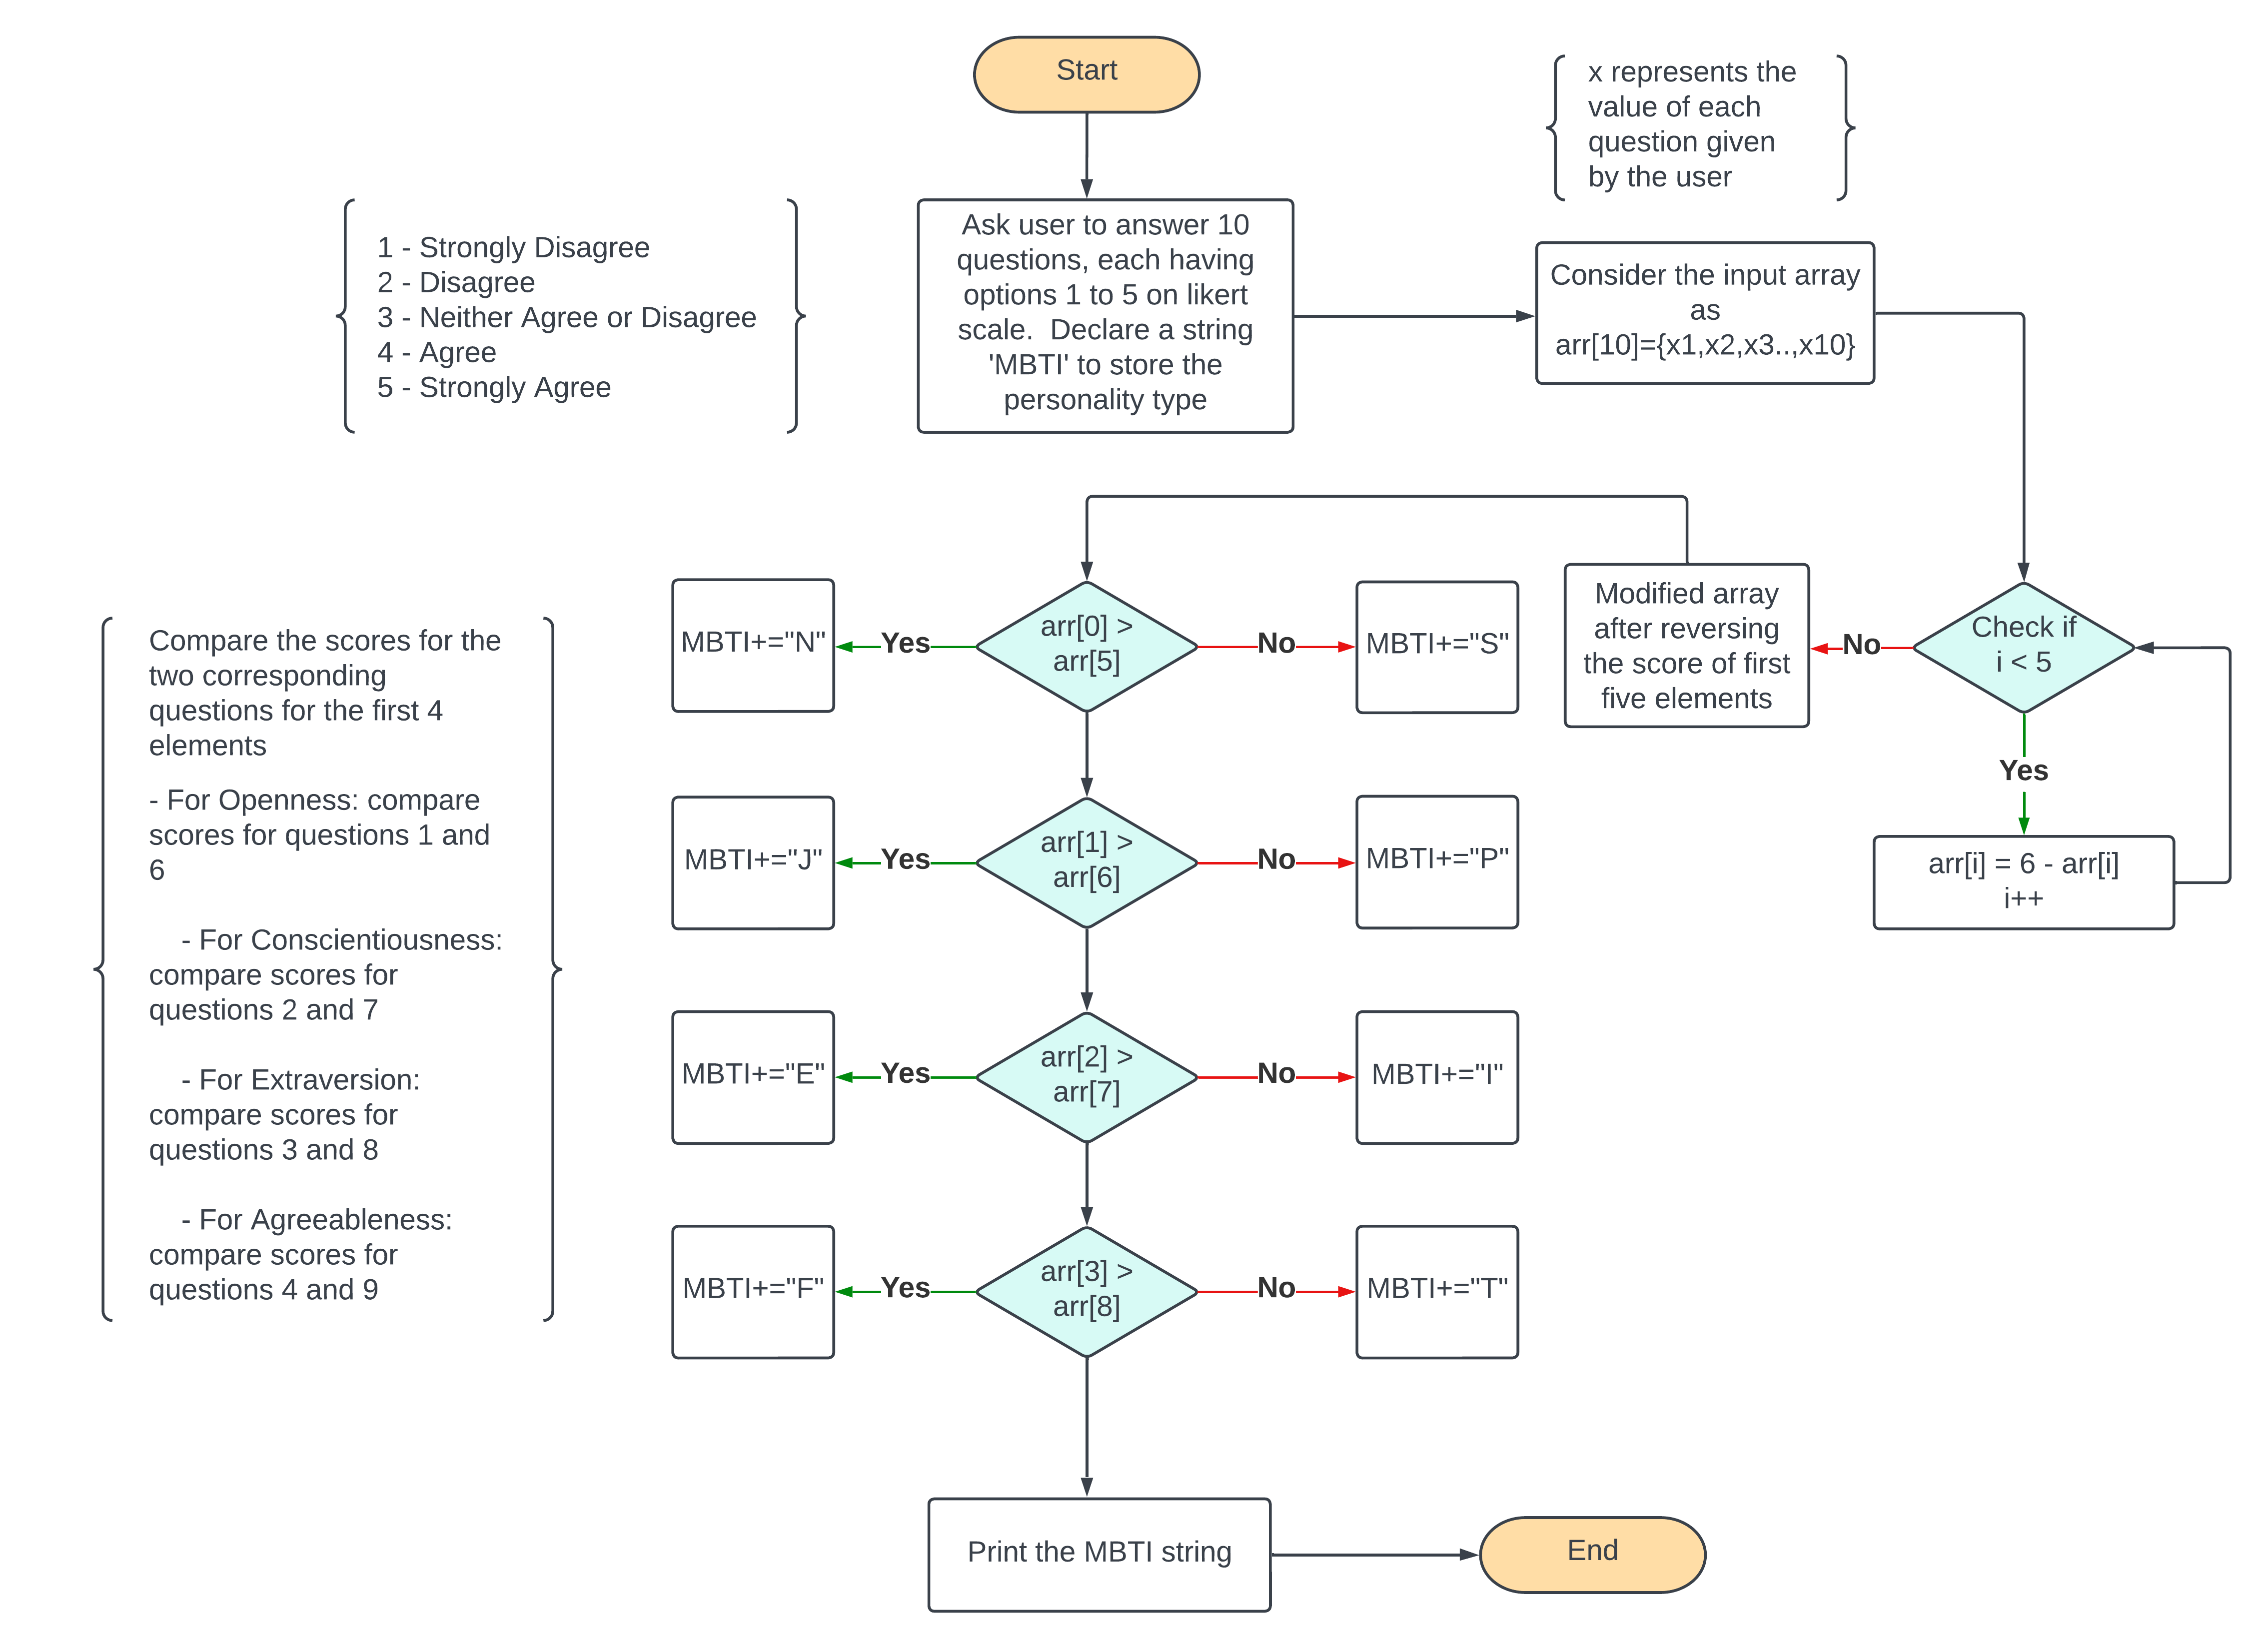 Start
x represents the
value of each
question given
by the user
1 - Strongly Disagree
2 - Disagree
3 - Neither Agree or Disagree
4 - Agree
5 - Strongly Agree
Ask user to answer 10
questions, each having
options 1 to 5 on likert
scale.  Declare a string
'MBTI' to store the
personality type
Consider the input array
as
arr[10]={x1,x2,x3..,x10}
Check if
i < 5
No
Modified array
after reversing
the score of first
five elements
Yes
arr[i] = 6 - arr[i]
i++
Compare the scores for the
two corresponding
questions for the first 4
elements
- For Openness: compare
scores for questions 1 and
6
- For Conscientiousness:
compare scores for
questions 2 and 7
- For Extraversion:
compare scores for
questions 3 and 8
- For Agreeableness:
compare scores for
questions 4 and 9
MBTI+="N"
Yes
arr[0] >
arr[5]
No
MBTI+="S"
MBTI+="J"
Yes
arr[1] >
arr[6]
No
MBTI+="P"
MBTI+="E"
Yes
arr[2] >
arr[7]
No
MBTI+="I"
MBTI+="F"
Yes
arr[3] >
arr[8]
No
MBTI+="T"
Print the MBTI string
End